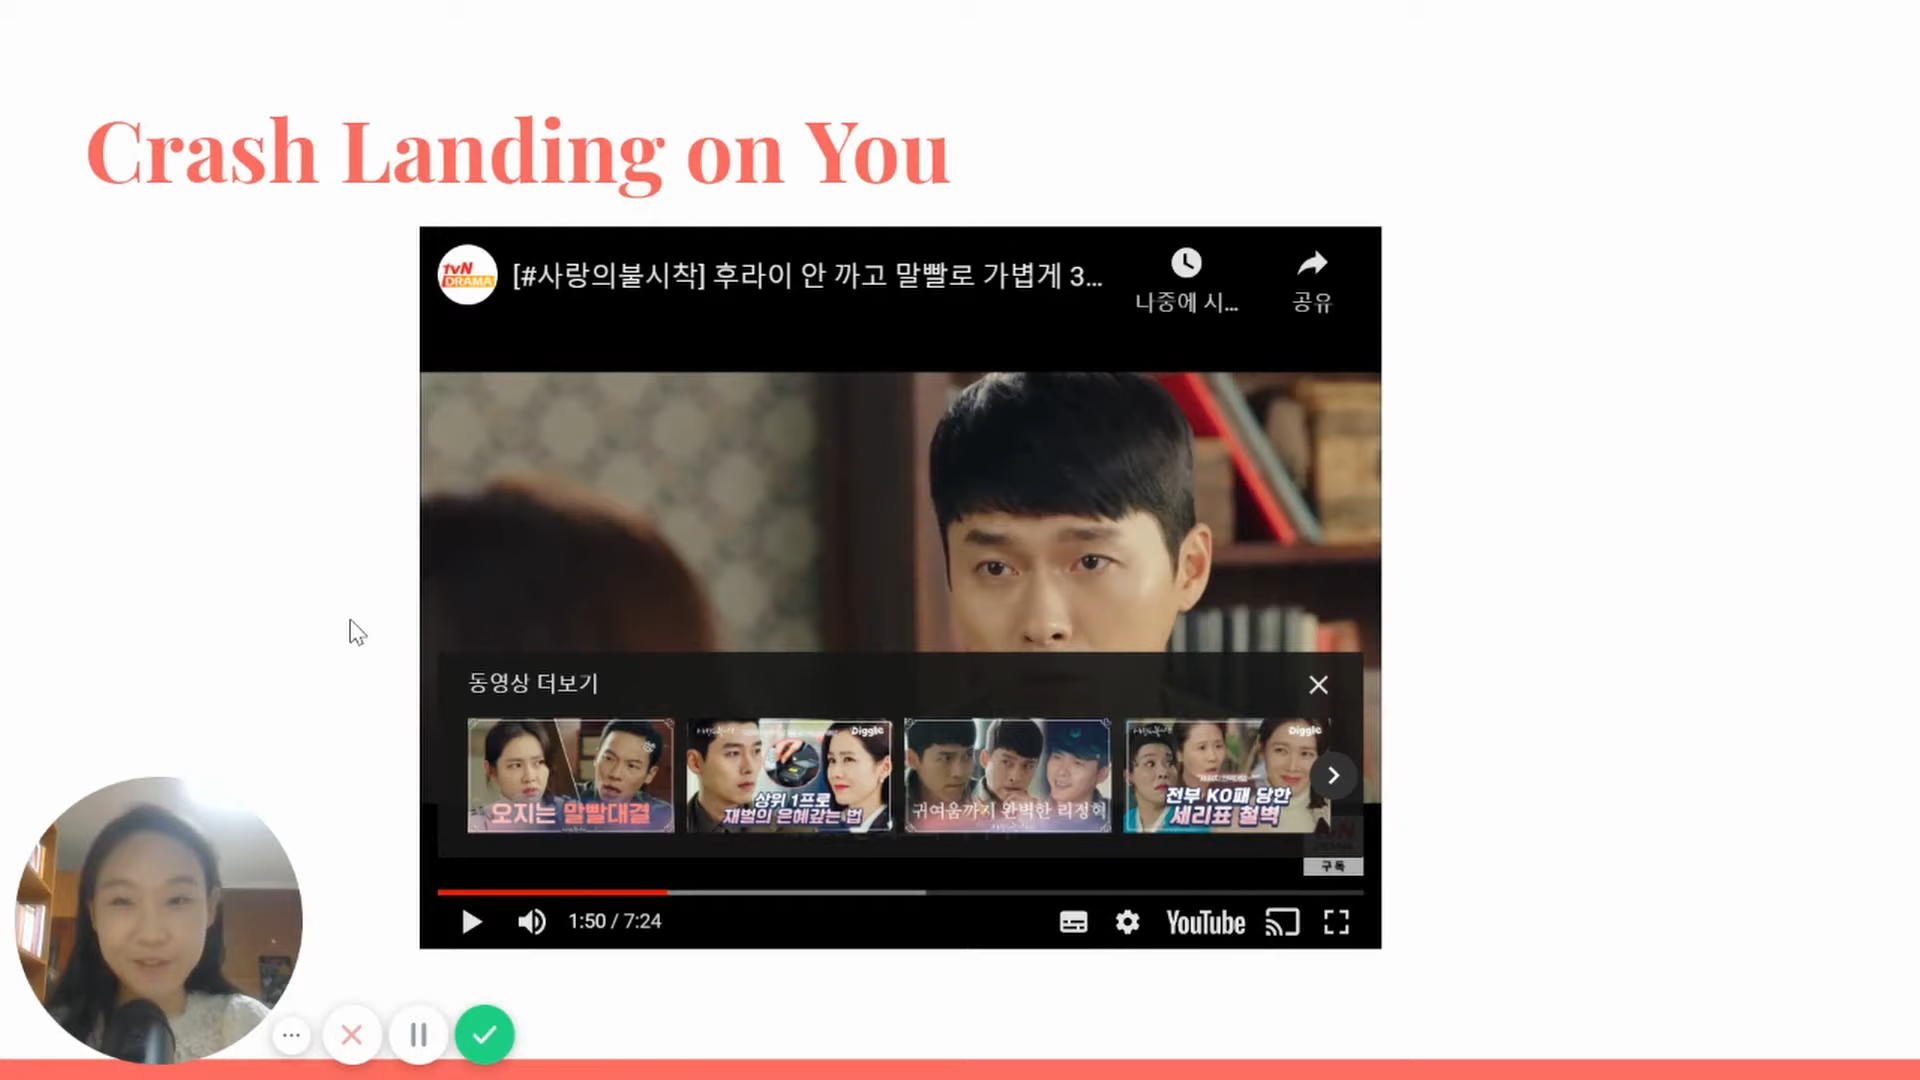 Crash Landing on You
tvN
DRAMA
[#사랑의불시착] 후라이 안 까고 말빨로 가볍게 3...
나중에 시...
공유
동영상 더보기
오지는 말빨대결
Diggle
상위 1프로
재벌의 은예갚는 법
귀여움까지 완벽한 리정혁
Diggle
전부 KO패 당한
세리표 철벽
구독
1:50 / 7:24
YouTube